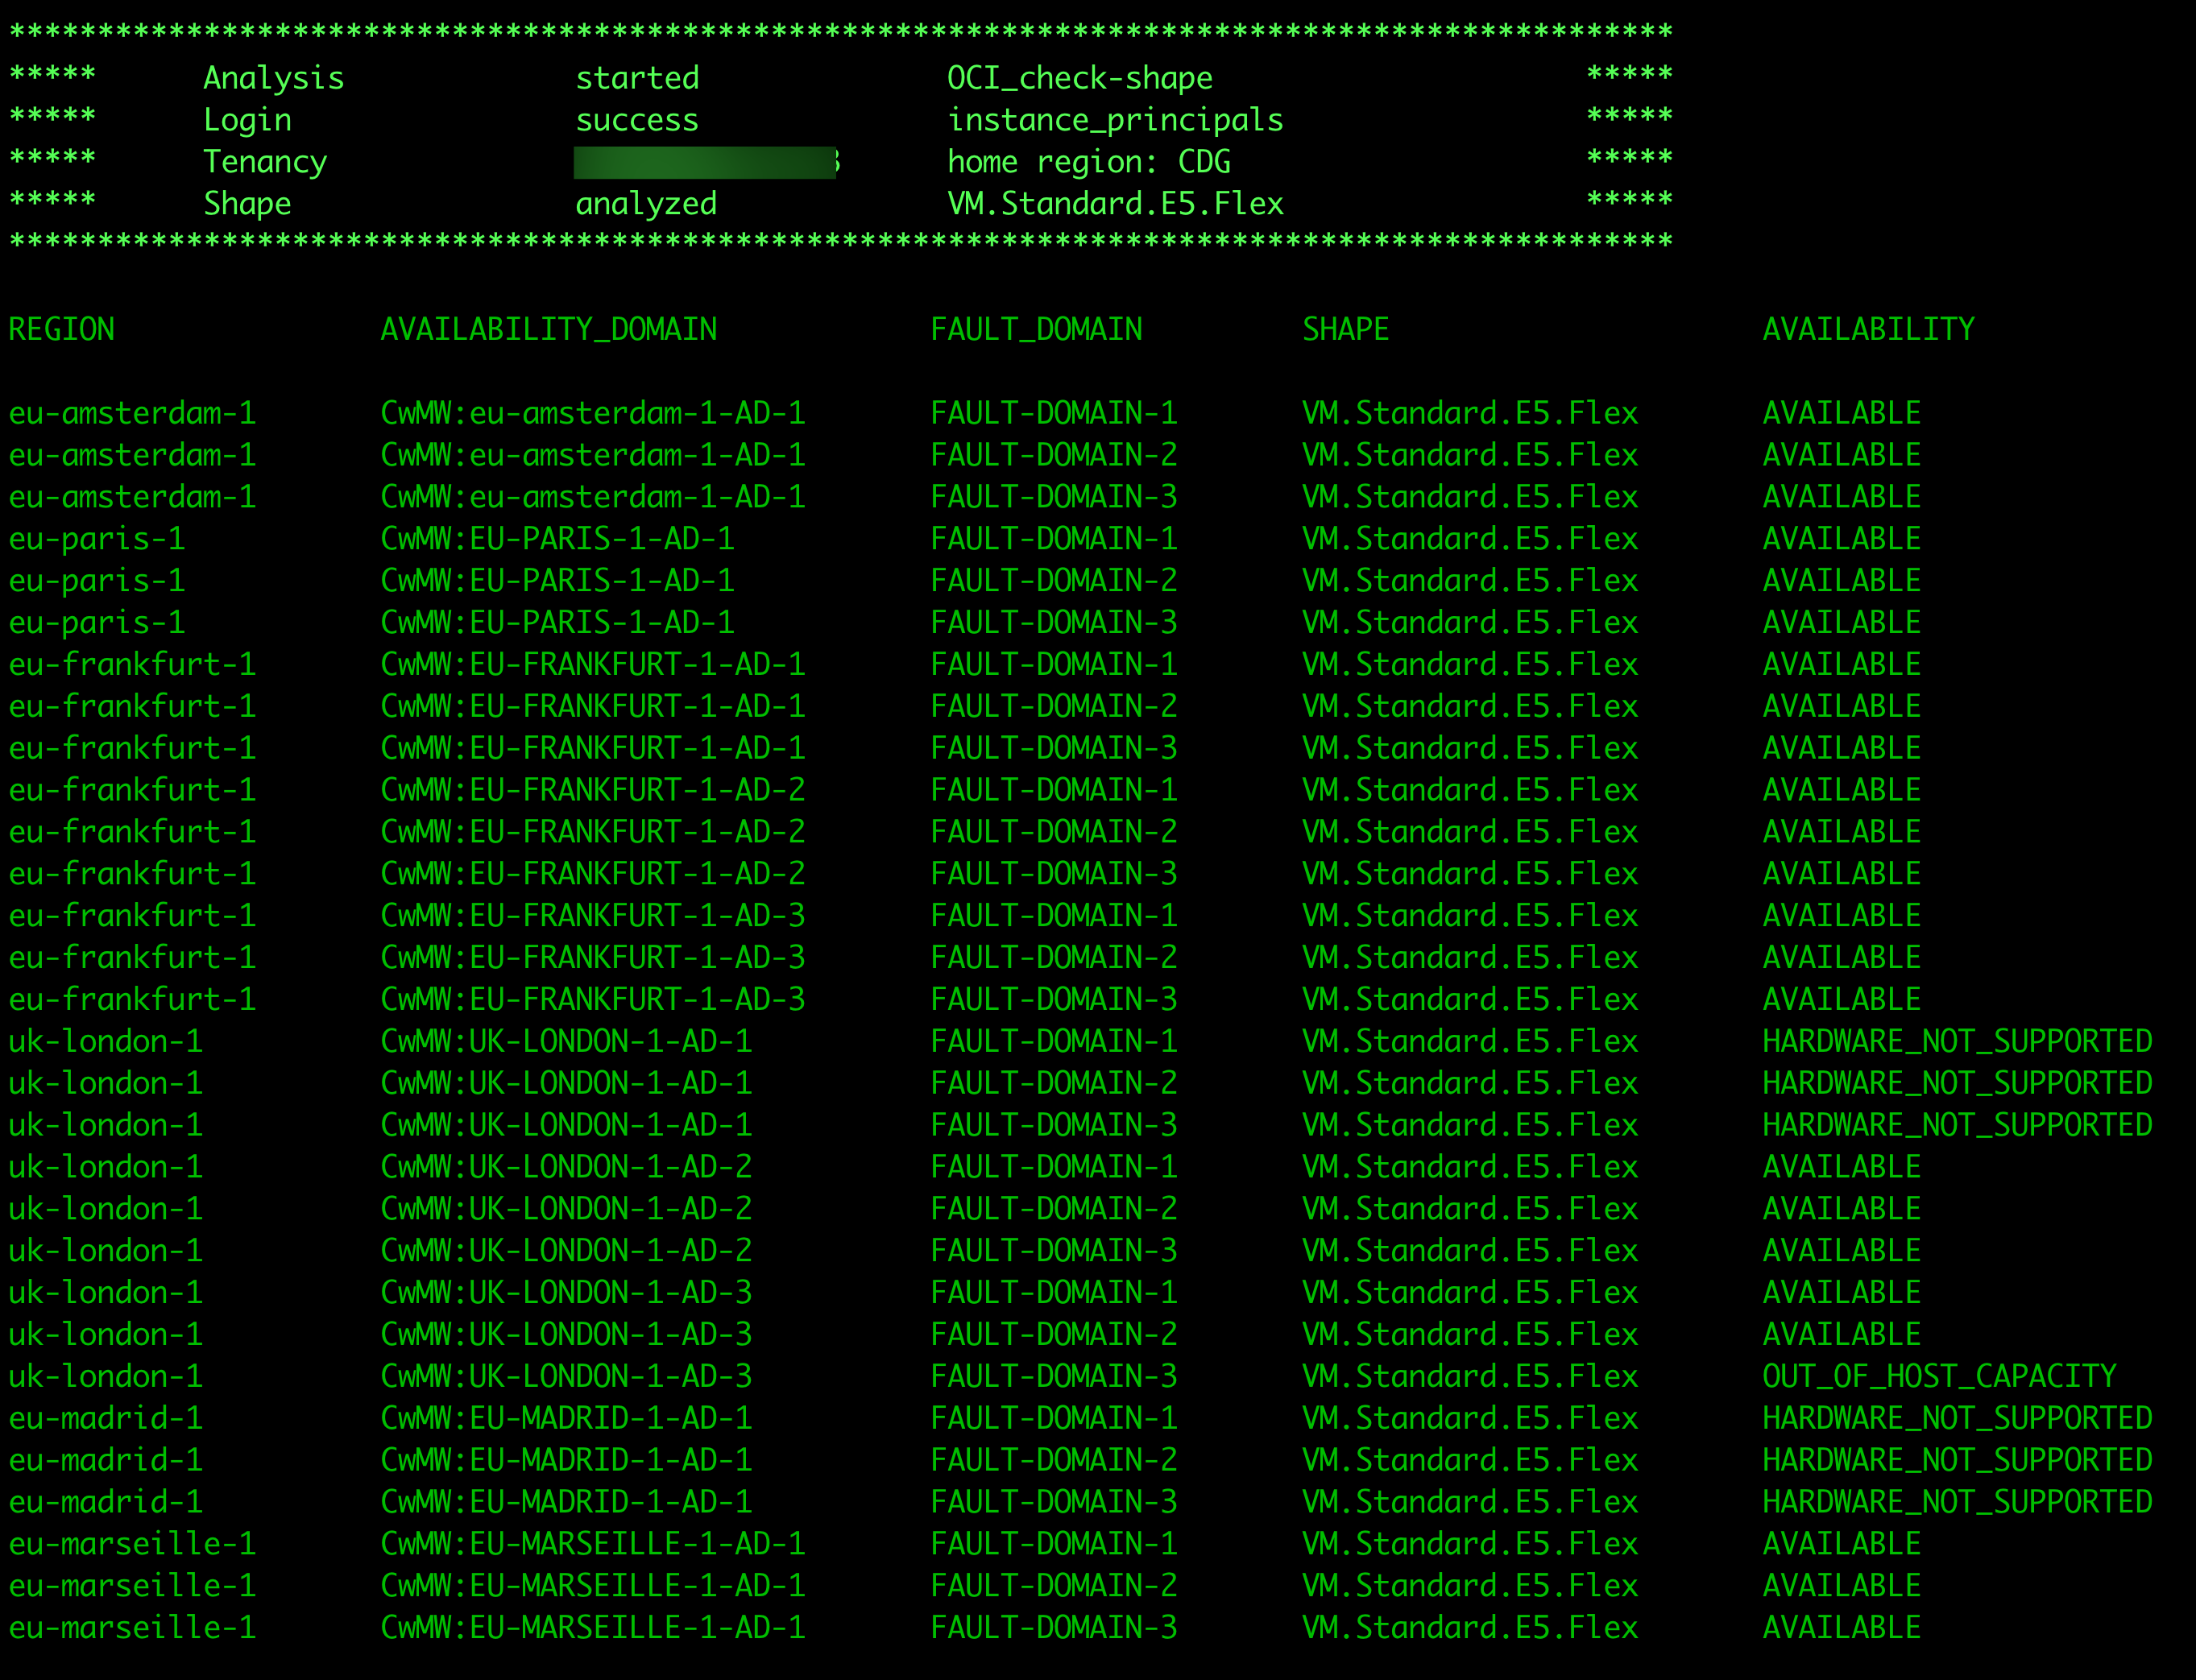 **********************************************************************************************
***** Analysis started OCI_check-shape *****
***** Login success instance_principals *****
***** Tenancy home region: CDG *****
***** Shape analyzed VM.Standard.E5.Flex *****
**********************************************************************************************
REGION AVAILABILITY_DOMAIN FAULT_DOMAIN SHAPE AVAILABILITY
eu-amsterdam-1 CwMW:eu-amsterdam-1-AD-1 FAULT-DOMAIN-1 VM.Standard.E5.Flex AVAILABLE
eu-amsterdam-1 CwMW:eu-amsterdam-1-AD-1 FAULT-DOMAIN-2 VM.Standard.E5.Flex AVAILABLE
eu-amsterdam-1 CwMW:eu-amsterdam-1-AD-1 FAULT-DOMAIN-3 VM.Standard.E5.Flex AVAILABLE
eu-paris-1 CwMW:EU-PARIS-1-AD-1 FAULT-DOMAIN-1 VM.Standard.E5.Flex AVAILABLE
eu-paris-1 CwMW:EU-PARIS-1-AD-1 FAULT-DOMAIN-2 VM.Standard.E5.Flex AVAILABLE
eu-paris-1 CwMW:EU-PARIS-1-AD-1 FAULT-DOMAIN-3 VM.Standard.E5.Flex AVAILABLE
eu-frankfurt-1 CwMW:EU-FRANKFURT-1-AD-1 FAULT-DOMAIN-1 VM.Standard.E5.Flex AVAILABLE
eu-frankfurt-1 CwMW:EU-FRANKFURT-1-AD-1 FAULT-DOMAIN-2 VM.Standard.E5.Flex AVAILABLE
eu-frankfurt-1 CwMW:EU-FRANKFURT-1-AD-1 FAULT-DOMAIN-3 VM.Standard.E5.Flex AVAILABLE
eu-frankfurt-1 CwMW:EU-FRANKFURT-1-AD-2 FAULT-DOMAIN-1 VM.Standard.E5.Flex AVAILABLE
eu-frankfurt-1 CwMW:EU-FRANKFURT-1-AD-2 FAULT-DOMAIN-2 VM.Standard.E5.Flex AVAILABLE
eu-frankfurt-1 CwMW:EU-FRANKFURT-1-AD-2 FAULT-DOMAIN-3 VM.Standard.E5.Flex AVAILABLE
eu-frankfurt-1 CwMW:EU-FRANKFURT-1-AD-3 FAULT-DOMAIN-1 VM.Standard.E5.Flex AVAILABLE
eu-frankfurt-1 CwMW:EU-FRANKFURT-1-AD-3 FAULT-DOMAIN-2 VM.Standard.E5.Flex AVAILABLE
eu-frankfurt-1 CwMW:EU-FRANKFURT-1-AD-3 FAULT-DOMAIN-3 VM.Standard.E5.Flex AVAILABLE
uk-london-1 CwMW:UK-LONDON-1-AD-1 FAULT-DOMAIN-1 VM.Standard.E5.Flex HARDWARE_NOT_SUPPORTED
uk-london-1 CwMW:UK-LONDON-1-AD-1 FAULT-DOMAIN-2 VM.Standard.E5.Flex HARDWARE_NOT_SUPPORTED
uk-london-1 CwMW:UK-LONDON-1-AD-1 FAULT-DOMAIN-3 VM.Standard.E5.Flex HARDWARE_NOT_SUPPORTED
uk-london-1 CwMW:UK-LONDON-1-AD-2 FAULT-DOMAIN-1 VM.Standard.E5.Flex AVAILABLE
uk-london-1 CwMW:UK-LONDON-1-AD-2 FAULT-DOMAIN-2 VM.Standard.E5.Flex AVAILABLE
uk-london-1 CwMW:UK-LONDON-1-AD-2 FAULT-DOMAIN-3 VM.Standard.E5.Flex AVAILABLE
uk-london-1 CwMW:UK-LONDON-1-AD-3 FAULT-DOMAIN-1 VM.Standard.E5.Flex AVAILABLE
uk-london-1 CwMW:UK-LONDON-1-AD-3 FAULT-DOMAIN-2 VM.Standard.E5.Flex AVAILABLE
uk-london-1 CwMW:UK-LONDON-1-AD-3 FAULT-DOMAIN-3 VM.Standard.E5.Flex OUT_OF_HOST_CAPACITY
eu-madrid-1 CwMW:EU-MADRID-1-AD-1 FAULT-DOMAIN-1 VM.Standard.E5.Flex HARDWARE_NOT_SUPPORTED
eu-madrid-1 CwMW:EU-MADRID-1-AD-1 FAULT-DOMAIN-2 VM.Standard.E5.Flex HARDWARE_NOT_SUPPORTED
eu-madrid-1 CwMW:EU-MADRID-1-AD-1 FAULT-DOMAIN-3 VM.Standard.E5.Flex HARDWARE_NOT_SUPPORTED
eu-marseille-1 CwMW:EU-MARSEILLE-1-AD-1 FAULT-DOMAIN-1 VM.Standard.E5.Flex AVAILABLE
eu-marseille-1 CwMW:EU-MARSEILLE-1-AD-1 FAULT-DOMAIN-2 VM.Standard.E5.Flex AVAILABLE
eu-marseille-1 CwMW:EU-MARSEILLE-1-AD-1 FAULT-DOMAIN-3 VM.Standard.E5.Flex AVAILABLE